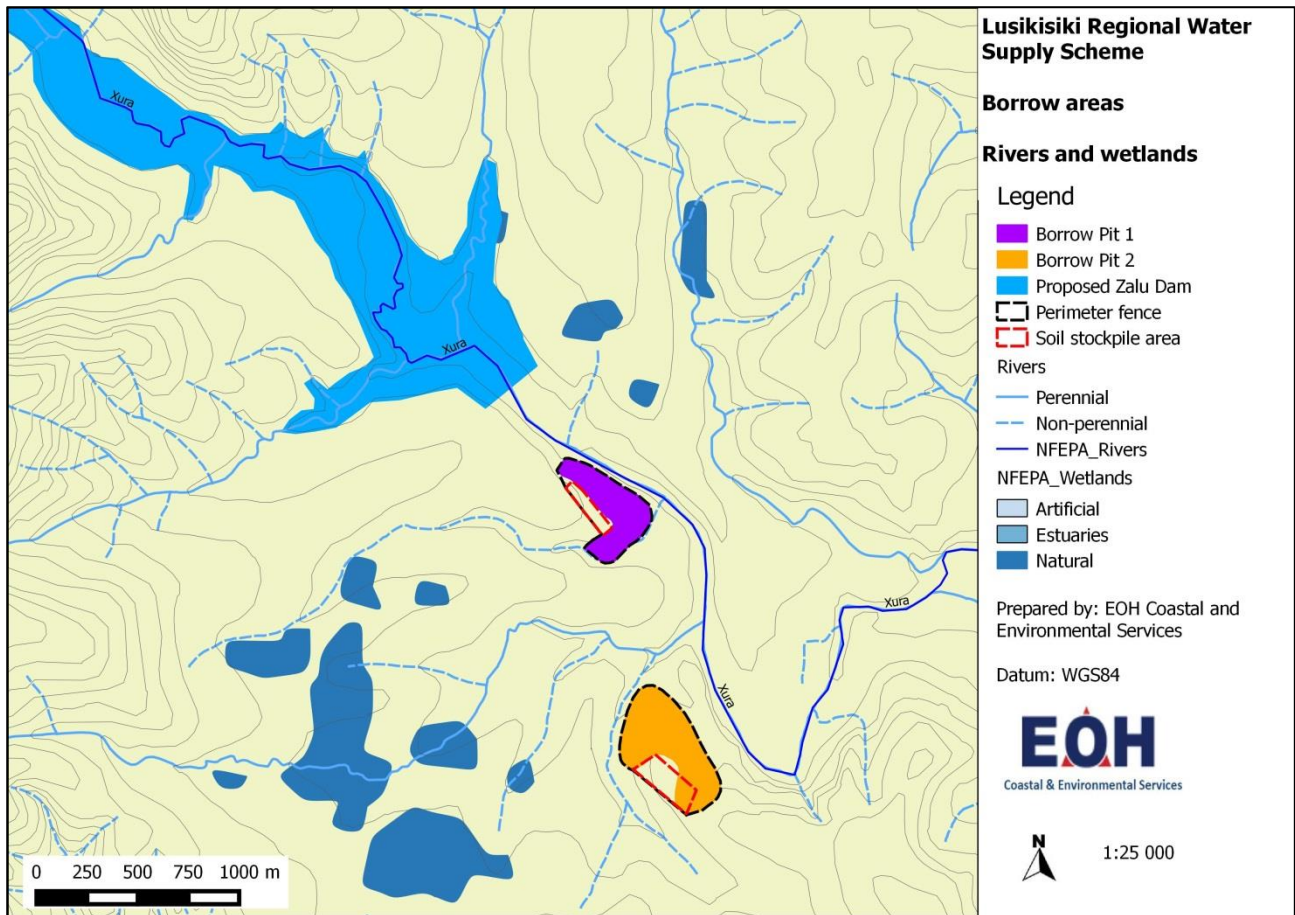 Lusikisiki Regional Water
Supply Scheme
Borrow areas
Rivers and wetlands
Legend
Borrow Pit 1
Borrow Pit 2
Proposed Zalu Dam
Perimeter fence
Soil stockpile area
Rivers
Perennial
Non-perennial
NFEPA_Rivers
NFEPA_Wetlands
Artificial
Estuaries
Natural
Prepared by: EOH Coastal and
Environmental Services
Datum: WGS84
EOH
Coastal & Environmental Services
N
1:25 000
Xura
Xura
Xura
Xura
0 250 500 750 1000 m